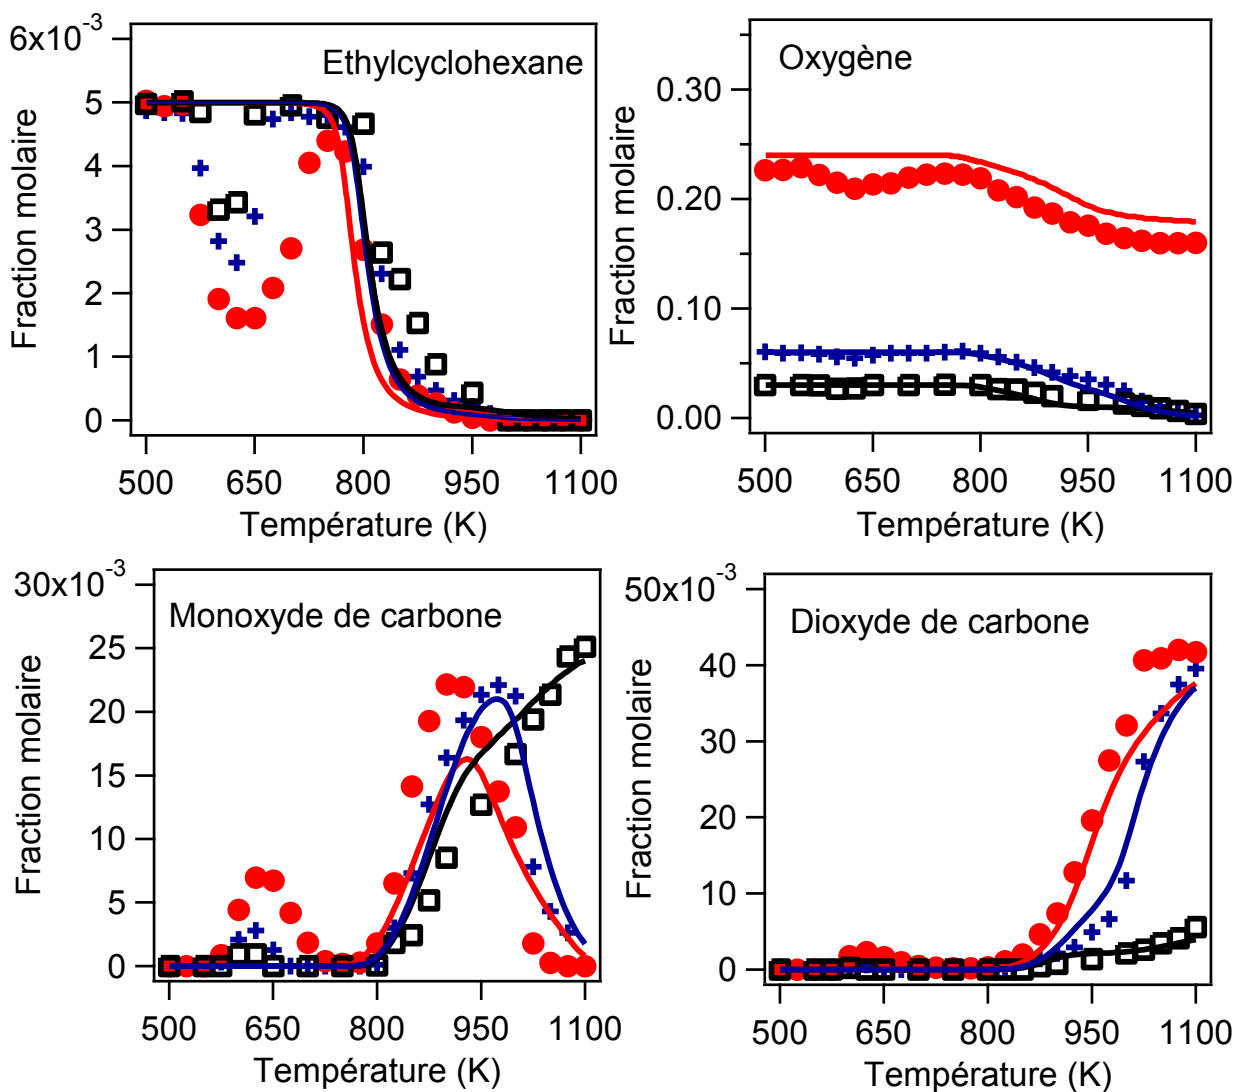 6x10-3
Ethylcyclohexane
5
4
3
2
1
0
Fraction molaire
500 650 800 950 1100
Température (K)
Oxygène
0.30
0.20
0.10
0.00
Fraction molaire
500 650 800 950 1100
Température (K)
30x10-3
Monoxyde de carbone
25
20
15
10
5
0
Fraction molaire
500 650 800 950 1100
Température (K)
50x10-3
Dioxyde de carbone
40
30
20
10
0
Fraction molaire
500 650 800 950 1100
Température (K)